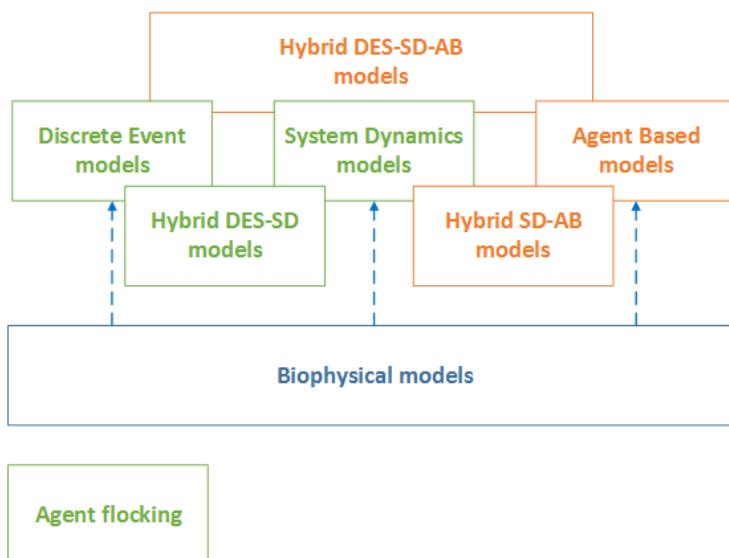 Hybrid DES-SD-AB
models
Discrete Event
models
System Dynamics
models
Agent Based
models
Hybrid DES-SD
models
Hybrid SD-AB
models
Biophysical models
Agent flocking